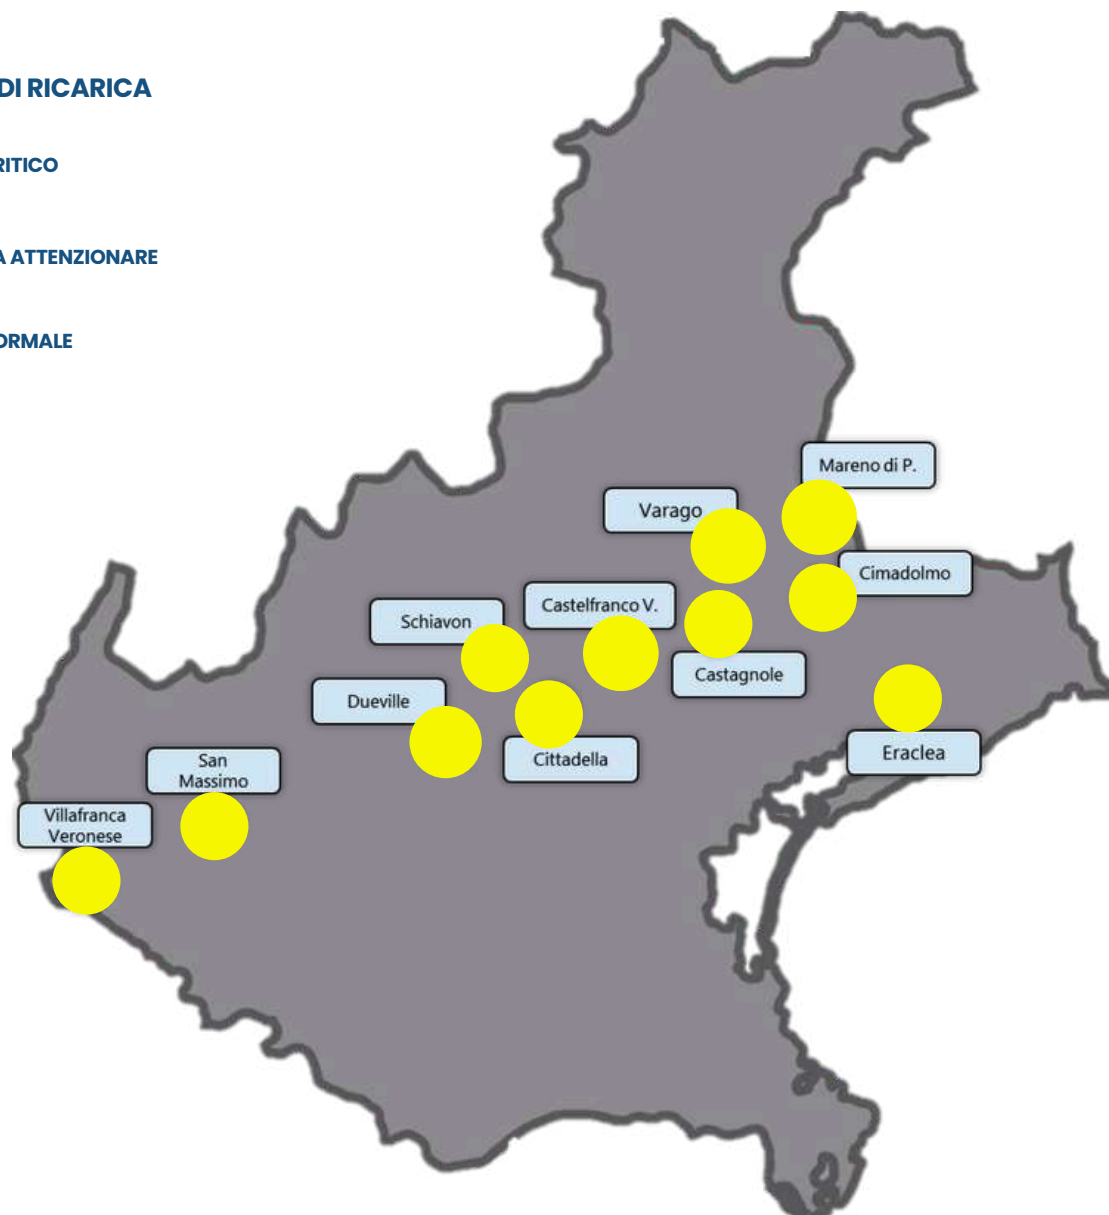 DI RICARICA
RITICO
A ATTENZIONARE
ORMALE
Mareno di P.
Varago
Cimadolmo
Castelfranco V.
Schiavon
Castagnole
Dueville
Cittadella
Eraclea
San
Massimo
Villafranca
Veronese